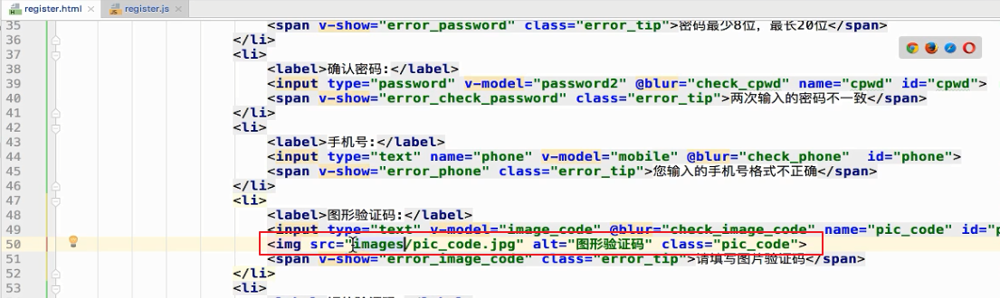 register.html register.js
35 <span v-show="error_password" class="error_tip">密码最少8位，最长20位</span>
36 </li>
37 <li>
38 <label>确认密码:</label>
39 <input type="password" v-model="password2" @blur="check_cpwd" name="cpwd" id="cpwd">
40 <span v-show="error_check_password" class="error_tip">两次输入的密码不一致</span>
41 </li>
42 <li>
43 <label>手机号:</label>
44 <input type="text" name="phone" v-model="mobile" @blur="check_phone"  id="phone">
45 <span v-show="error_phone" class="error_tip">您输入的手机号格式不正确</span>
46 </li>
47 <li>
48 <label>图形验证码:</label>
49 <input type="text" v-model="image_code" @blur="check_image_code" name="pic_code" id="p
50 <img src="images/pic_code.jpg" alt="图形验证码" class="pic_code">
51 <span v-show="error_image_code" class="error_tip">请填写图片验证码</span>
52 </li>
53 <li>